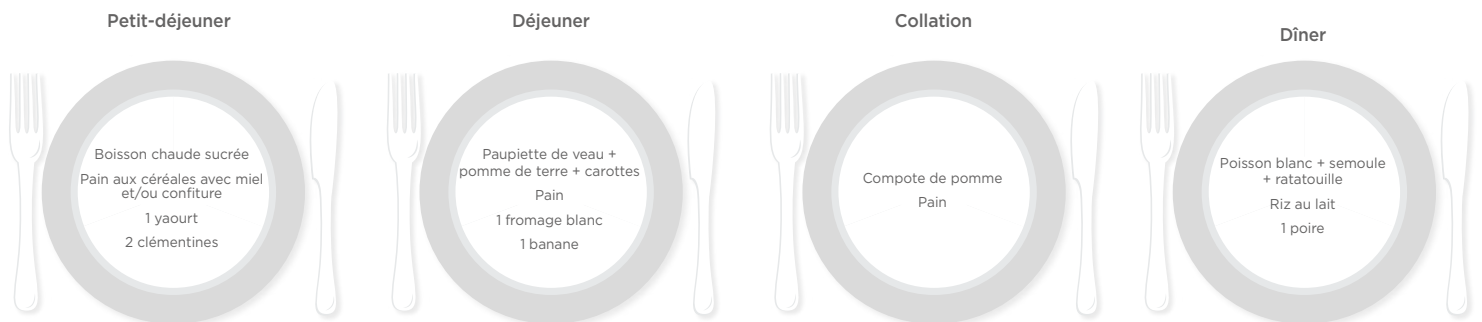 Petit-déjeuner
Boisson chaude sucrée
Pain aux céréales avec miel
et/ou confiture
1 yaourt
2 clémentines
Déjeuner
Paupiette de veau +
pomme de terre + carottes
Pain
1 fromage blanc
1 banane
Collation
Compote de pomme
Pain
Dîner
Poisson blanc + semoule
+ ratatouille
Riz au lait
1 poire